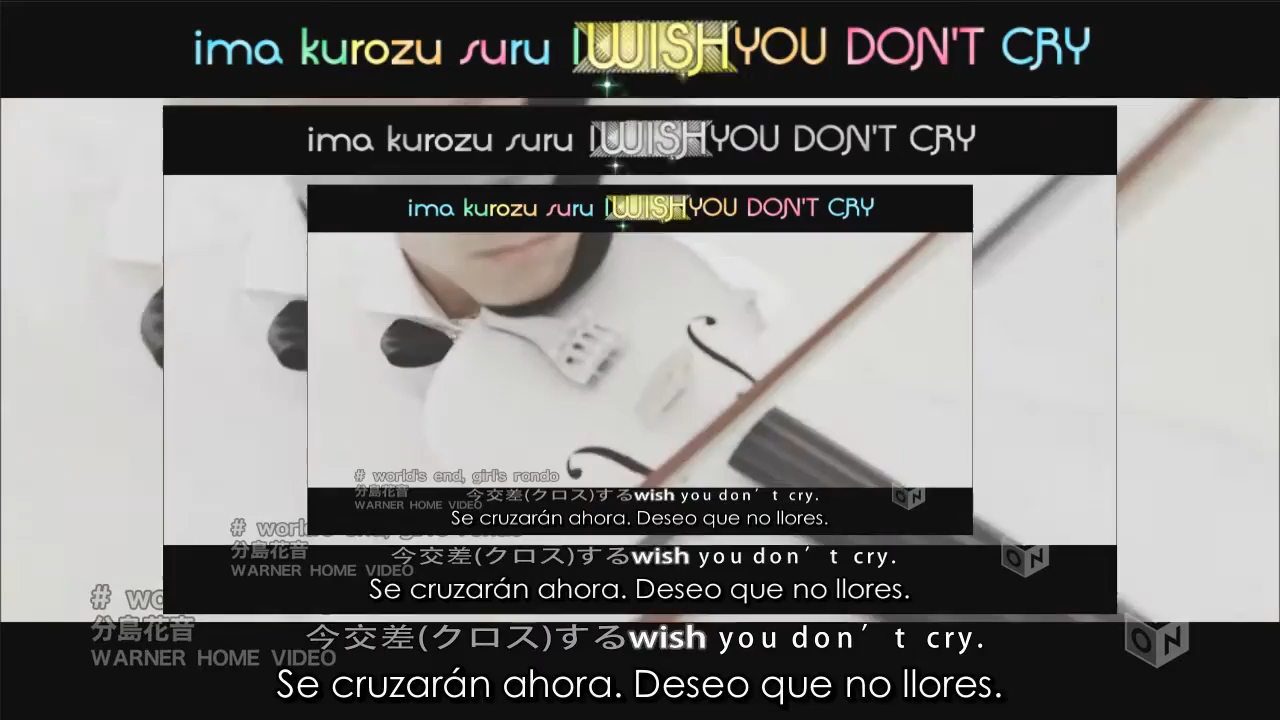 ima kurozu suru I WISH YOU DON'T CRY
ima kurozu suru I WISH YOU DON'T CRY
ima kurozu suru I WISH YOU DON'T CRY
# world's end, girl's rondo
分島花音
WARNER HOME VIDEO
今交差(クロス)するwish you don't cry.
ON
Se cruzarán ahora. Deseo que no llores.
# worl
分島花音
WARNER HOME VIDEO
今交差(クロス)するwish you don't cry.
ON
Se cruzarán ahora. Deseo que no llores.
# wo
分島花音
WARNER HOME VIDEO
今交差(クロス)するwish you don't cry.
ON
Se cruzarán ahora. Deseo que no llores.